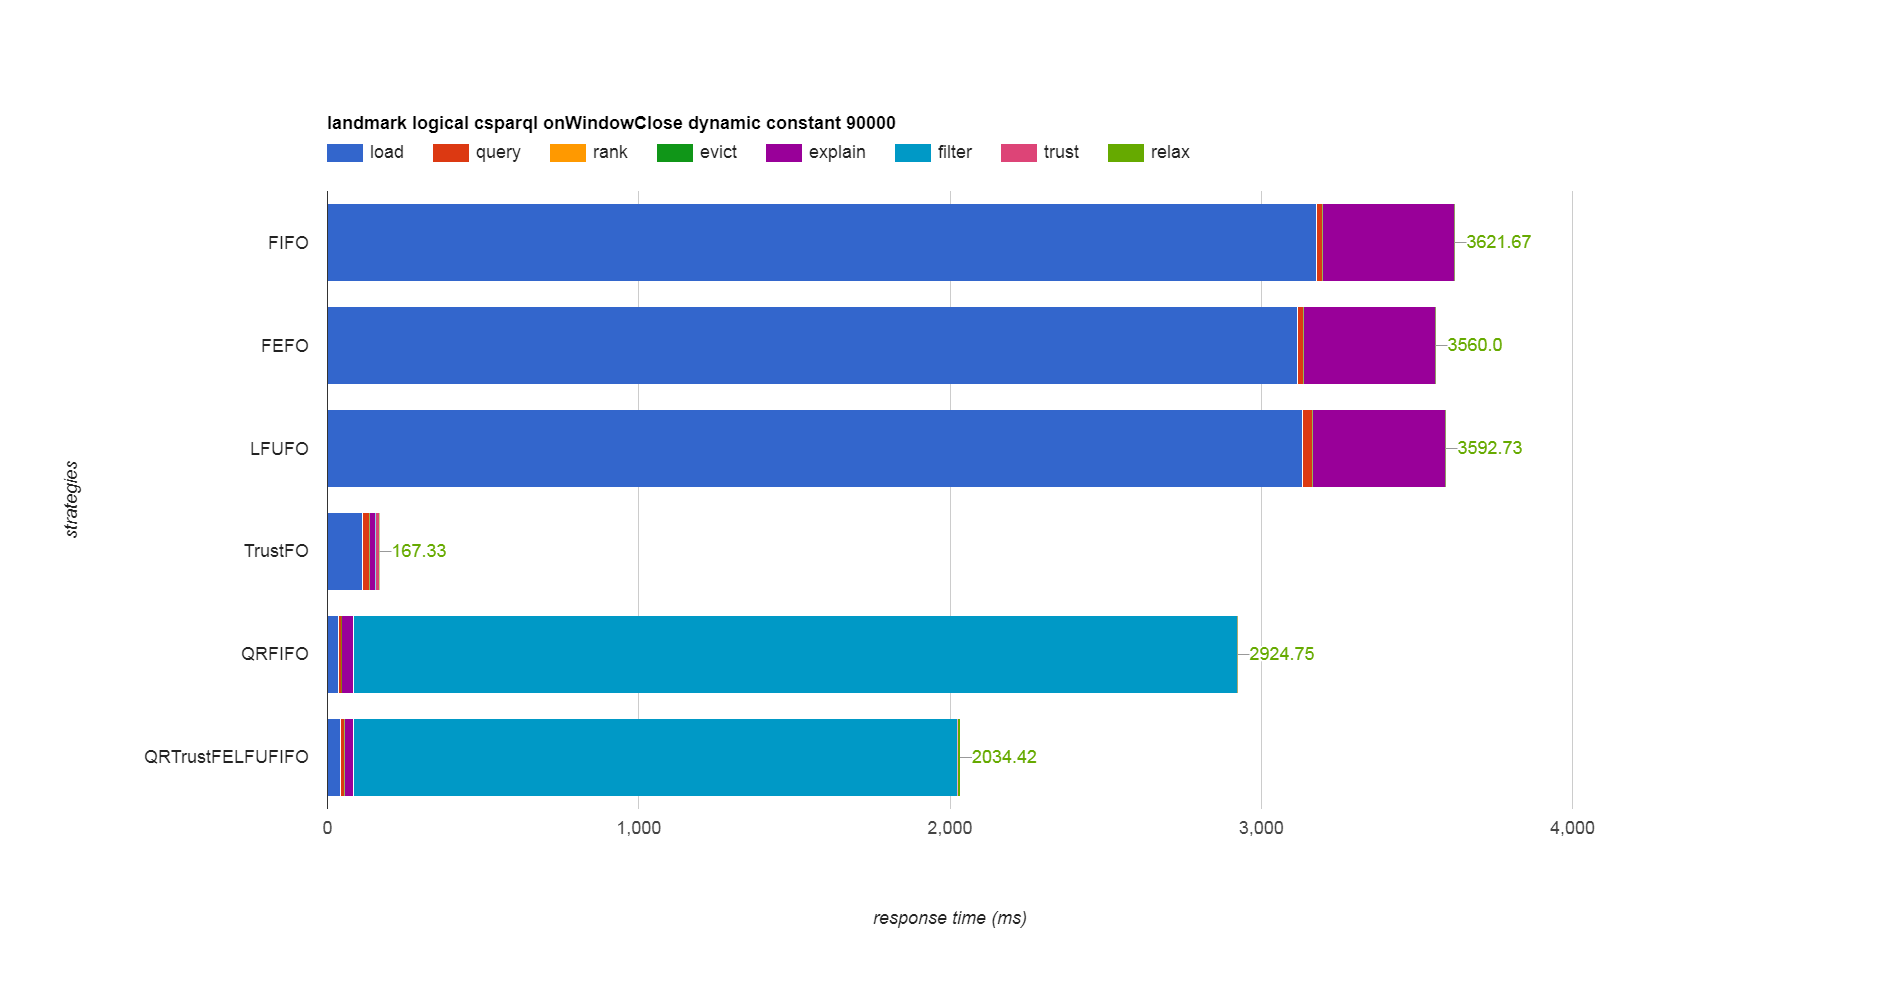 landmark logical csparql onWindowClose dynamic constant 90000
load query rank evict explain filter trust relax
FIFO 3621.67
FEFO 3560.0
LFUFO 3592.73
strategies
TrustFO 167.33
QRFIFO 2924.75
QRTrustFELFUFIFO 2034.42
0 1,000 2,000 3,000 4,000
response time (ms)